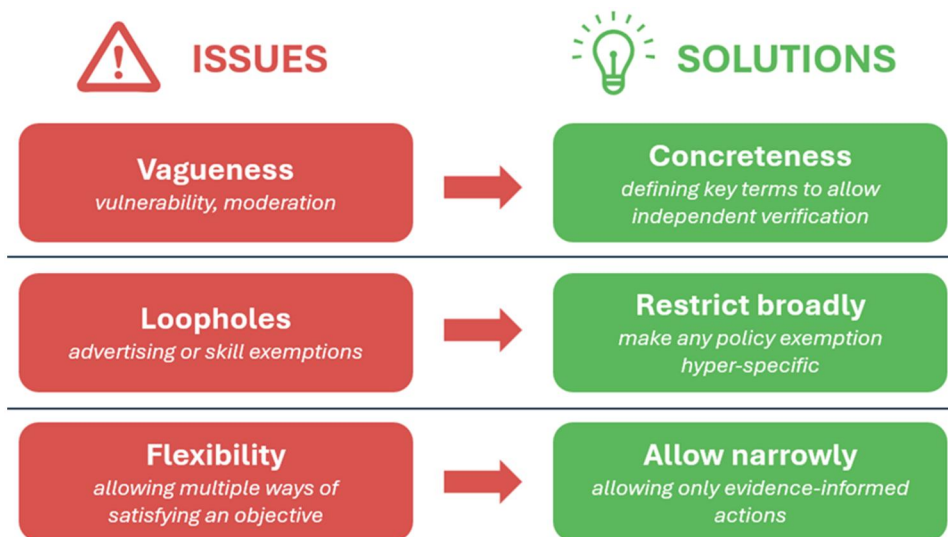 ISSUES
SOLUTIONS
Vagueness
vulnerability, moderation
Concreteness
defining key terms to allow
independent verification
Loopholes
advertising or skill exemptions
Restrict broadly
make any policy exemption
hyper-specific
Flexibility
allowing multiple ways of
satisfying an objective
Allow narrowly
allowing only evidence-informed
actions